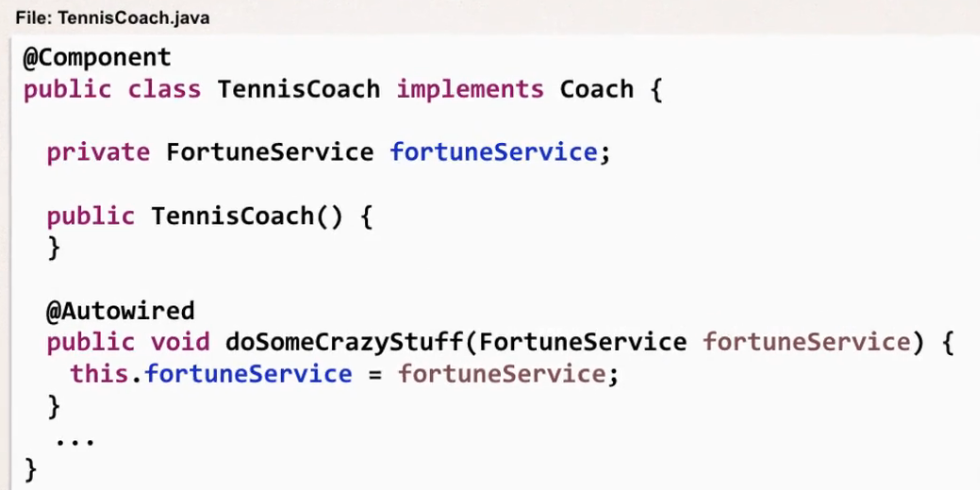 File: TennisCoach.java
@Component
public class TennisCoach implements Coach {
private FortuneService fortuneService;
public TennisCoach() {
}
@Autowired
public void doSomeCrazyStuff(FortuneService fortuneService) {
this.fortuneService = fortuneService;
}
...
}